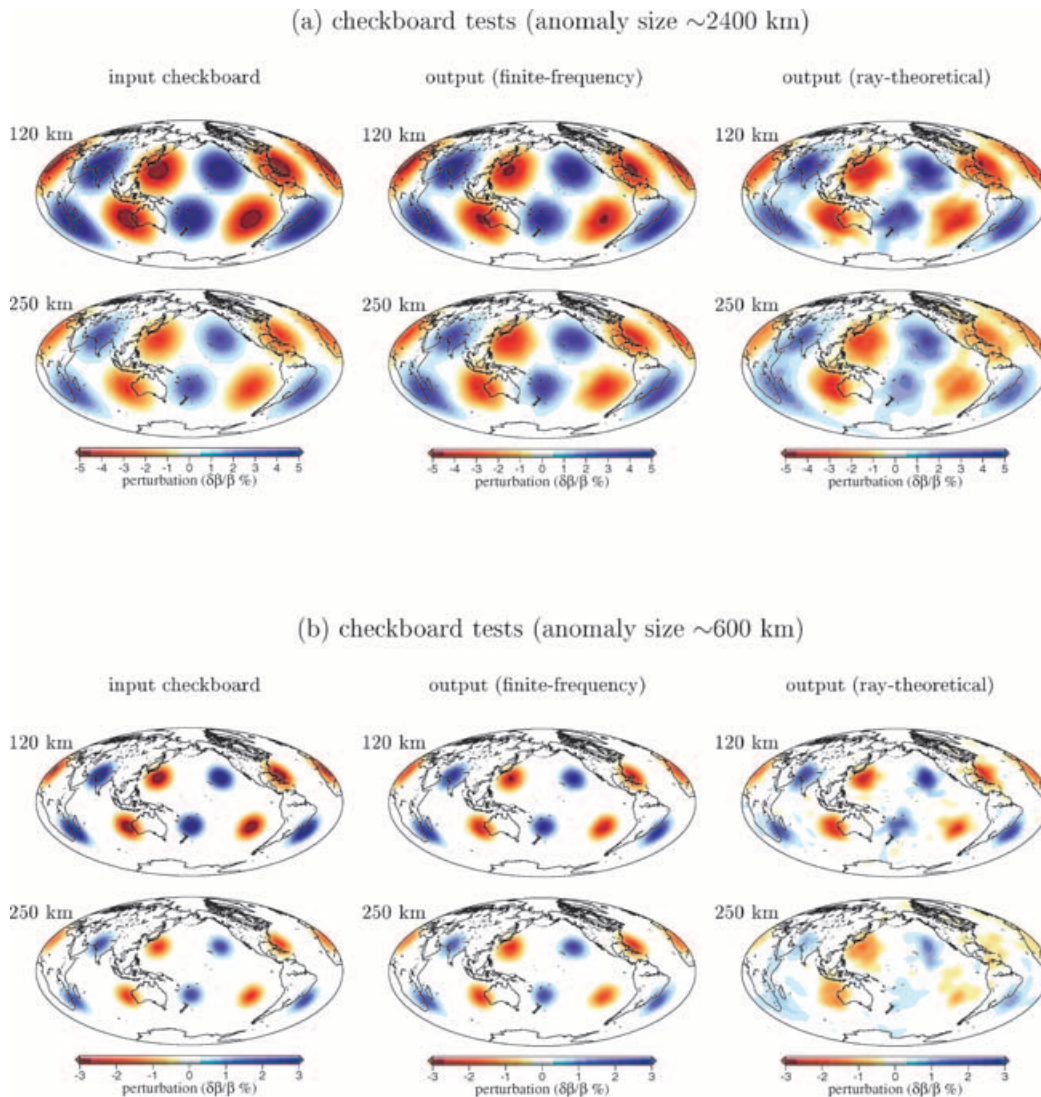 (a) checkboard tests (anomaly size ~2400 km)
input checkboard
output (finite-frequency)
output (ray-theoretical)
120 km
120 km
120 km
250 km
250 km
250 km
-5 -4 -3 -2 -1 0 1 2 3 4 5
-5 -4 -3 -2 -1 0 1 2 3 4 5
-5 -4 -3 -2 -1 0 1 2 3 4 5
perturbation (δβ/β %)
perturbation (δβ/β %)
perturbation (δβ/β %)
(b) checkboard tests (anomaly size ~600 km)
input checkboard
output (finite-frequency)
output (ray-theoretical)
120 km
120 km
120 km
250 km
250 km
250 km
-3 -2 -1 0 1 2 3
-3 -2 -1 0 1 2 3
-3 -2 -1 0 1 2 3
perturbation (δβ/β %)
perturbation (δβ/β %)
perturbation (δβ/β %)